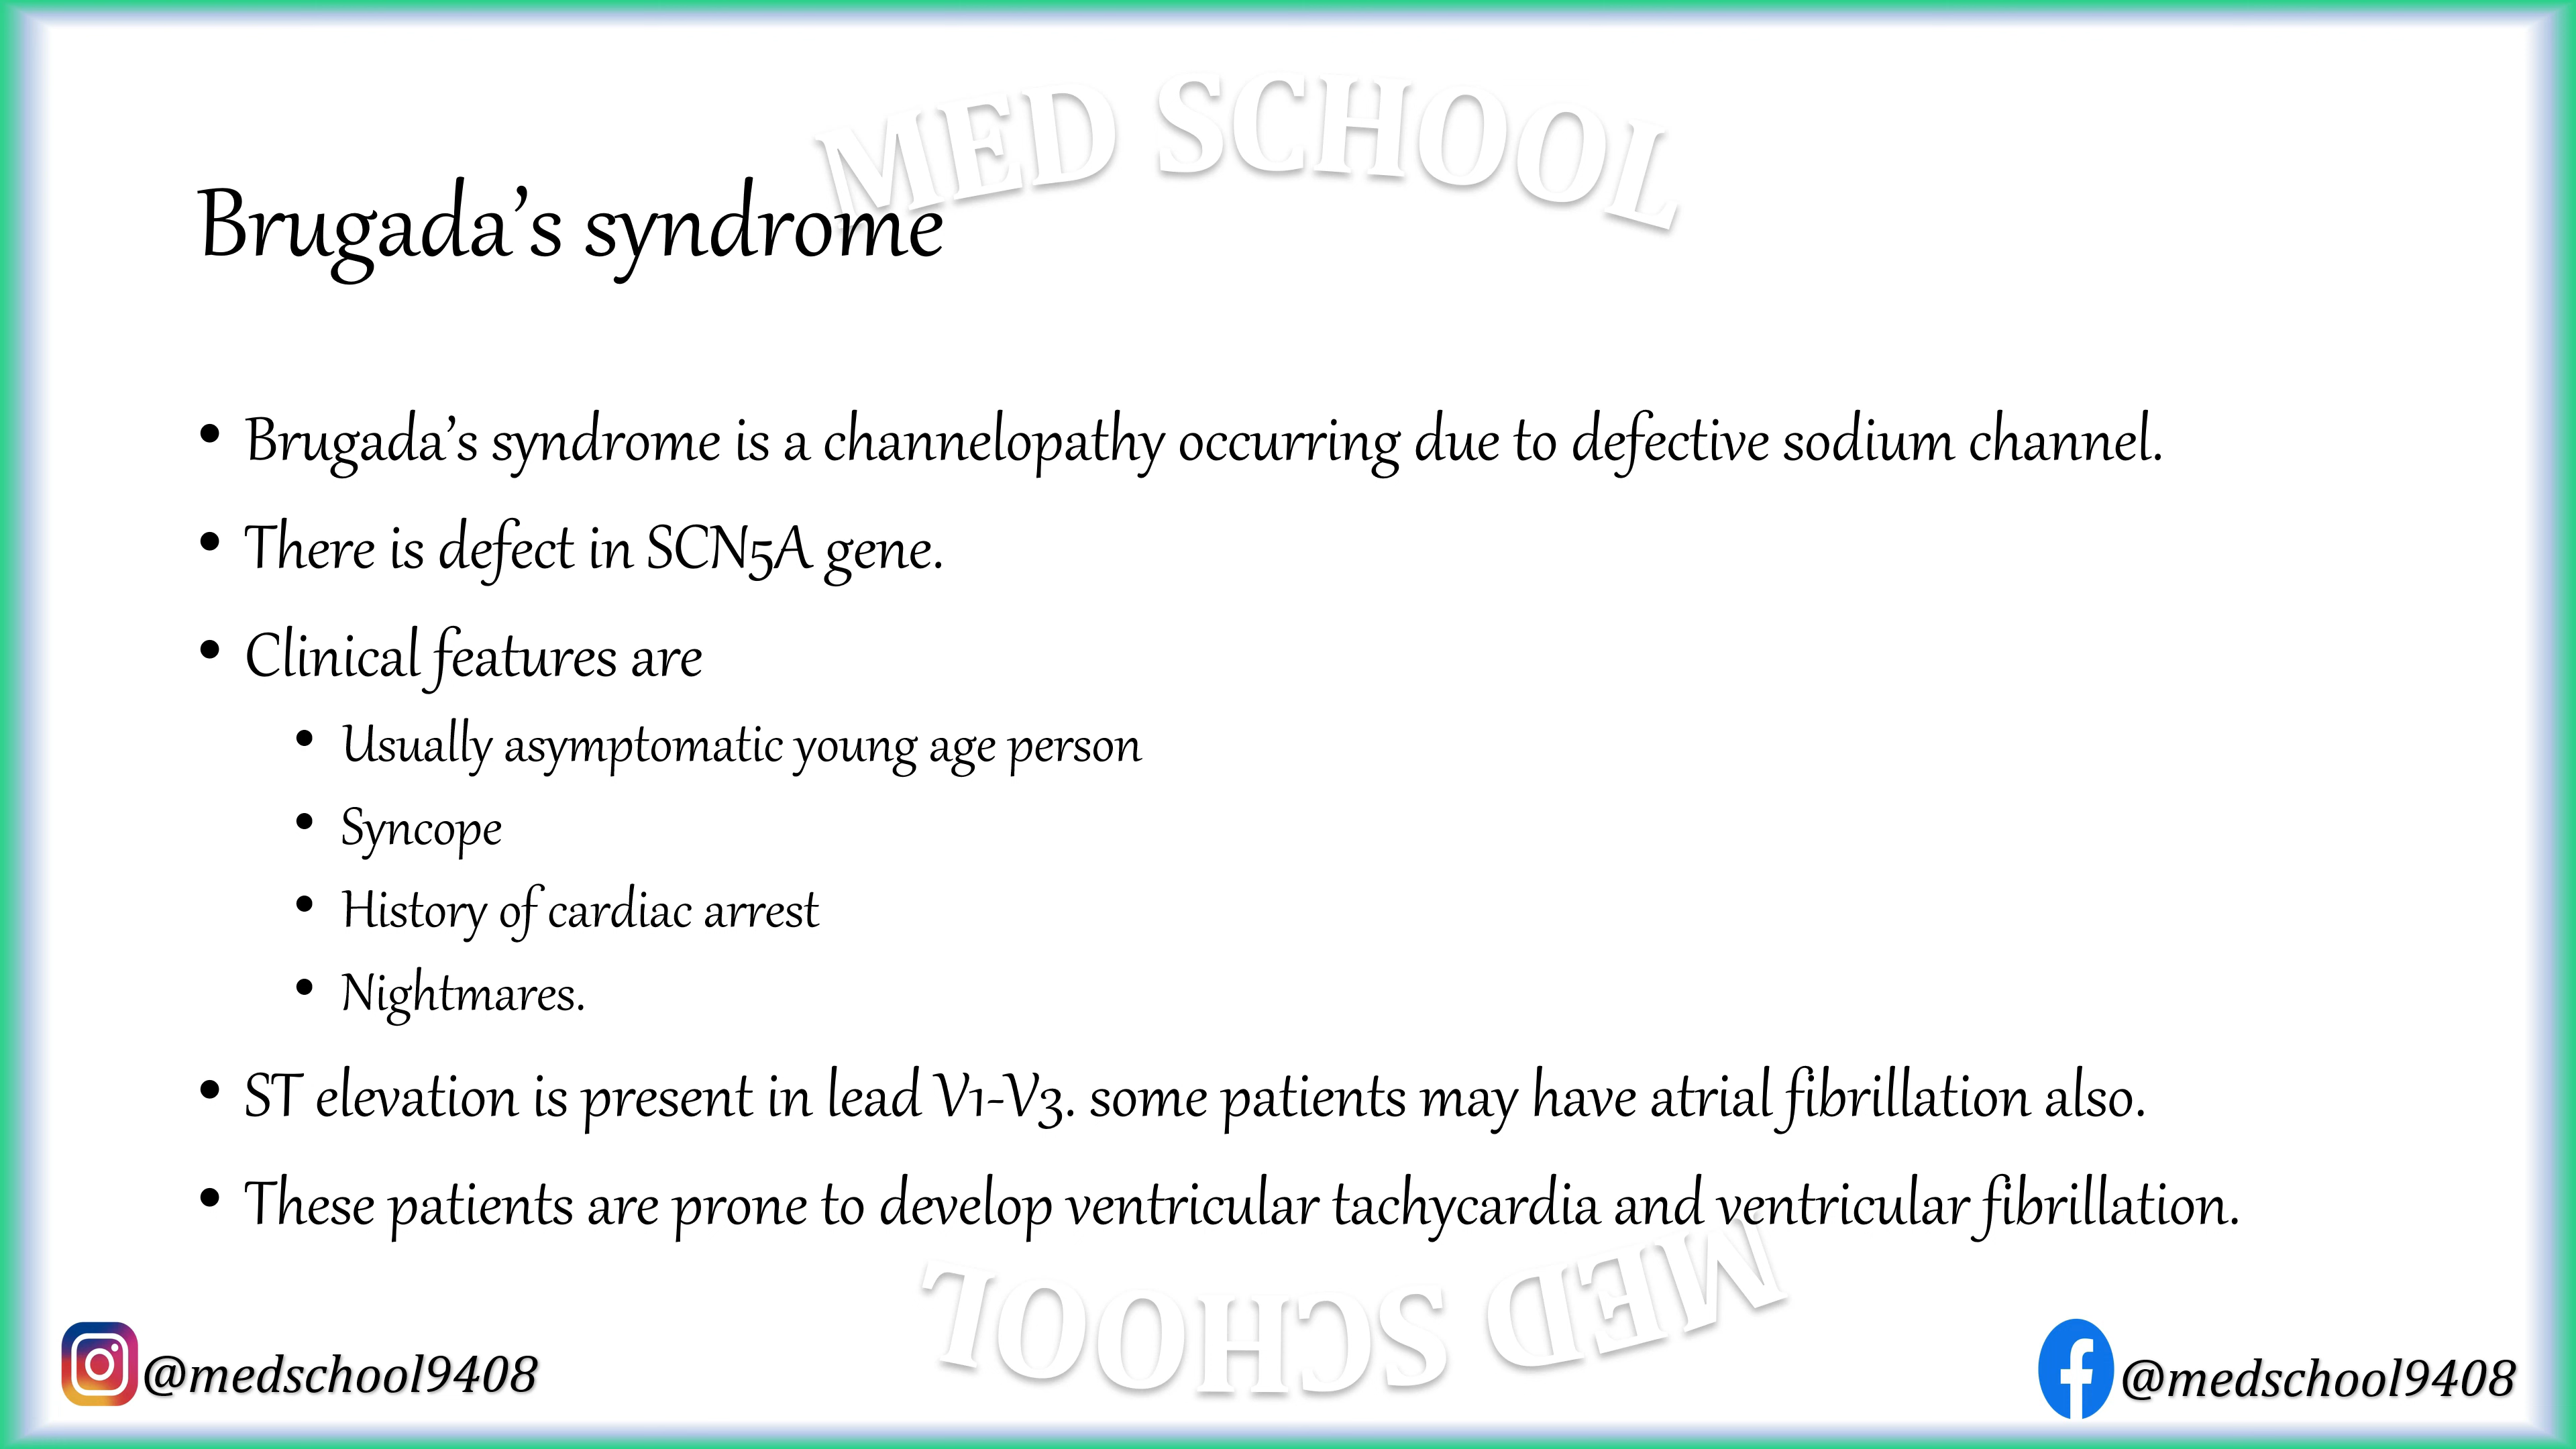 MED SCHOOL
Brugada’s syndrome
• Brugada’s syndrome is a channelopathy occurring due to defective sodium channel.
• There is defect in SCN5A gene.
• Clinical features are
• Usually asymptomatic young age person
• Syncope
• History of cardiac arrest
• Nightmares.
• ST elevation is present in lead V1-V3. some patients may have atrial fibrillation also.
• These patients are prone to develop ventricular tachycardia and ventricular fibrillation.
MED SCHOOL
@medschool9408
@medschool9408